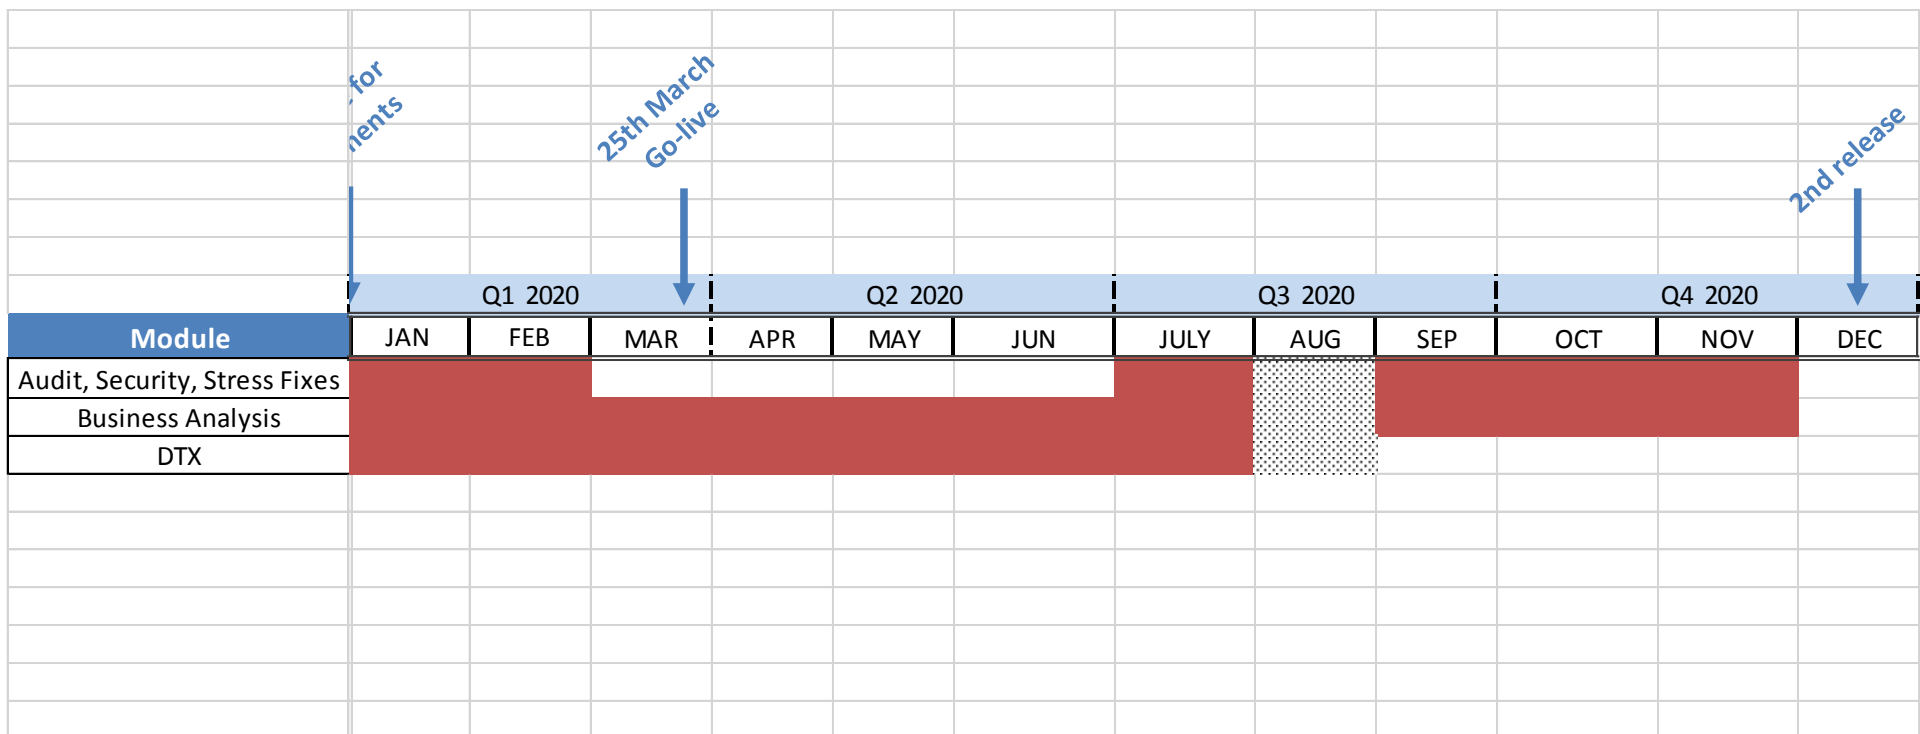 for
25th March
Go-live
2nd release
Q1 2020
Q2 2020
Q3 2020
Q4 2020
Module
JAN
FEB
MAR
APR
MAY
JUN
JULY
AUG
SEP
OCT
NOV
DEC
Audit, Security, Stress Fixes
Business Analysis
DTX